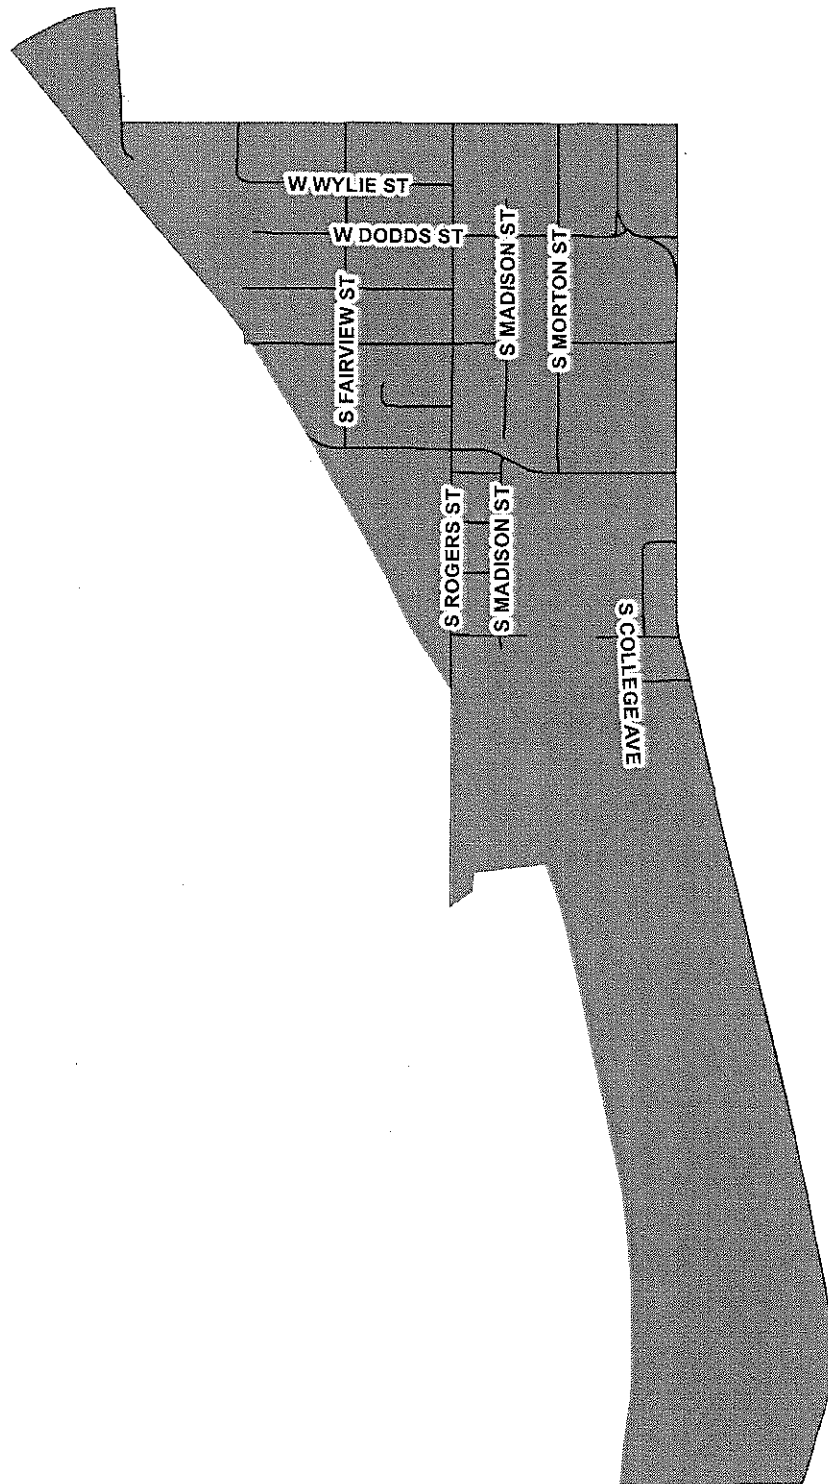 W WYLIE ST
W DODDS ST
S MADISON ST
S MORTON ST
S FAIRVIEW ST
S ROGERS ST
S MADISON ST
S COLLEGE AVE